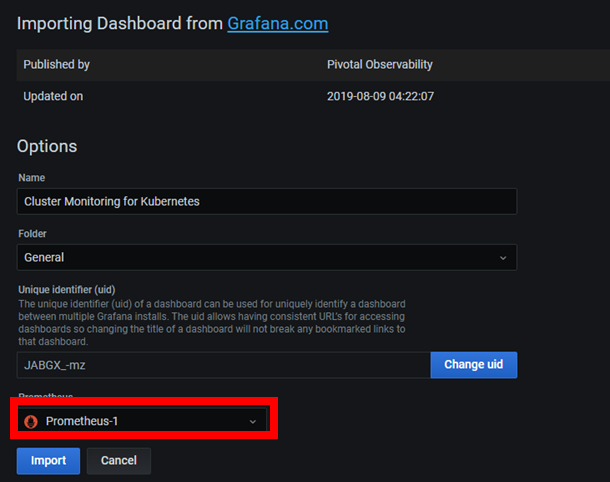 Importing Dashboard from Grafana.com
Published by Pivotal Observability
Updated on 2019-08-09 04:22:07
Options
Name
Cluster Monitoring for Kubernetes
Folder
General
Unique identifier (uid)
The unique identifier (uid) of a dashboard can be used for uniquely identify a dashboard
between multiple Grafana installs. The uid allows having consistent URL's for accessing
dashboards so changing the title of a dashboard will not break any bookmarked links to
that dashboard.
JABGX_-mz Change uid
Prometheus
Prometheus-1
Import Cancel